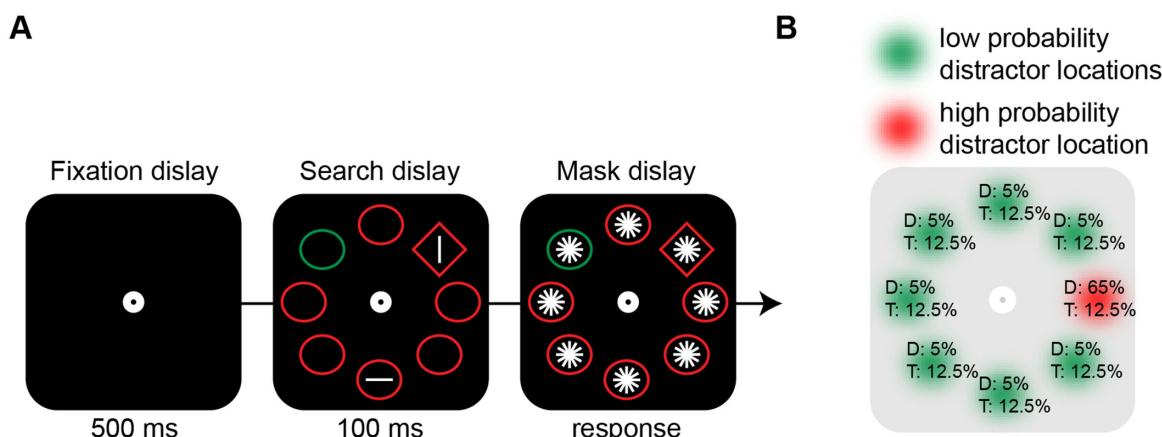 A
B
low probability
distractor locations
high probability
distractor location
Fixation dislay
Search dislay
Mask dislay
500 ms
100 ms
response
D: 5%
T: 12.5%
D: 5%
T: 12.5%
D: 5%
T: 12.5%
D: 5%
T: 12.5%
D: 65%
T: 12.5%
D: 5%
T: 12.5%
D: 5%
T: 12.5%
D: 5%
T: 12.5%